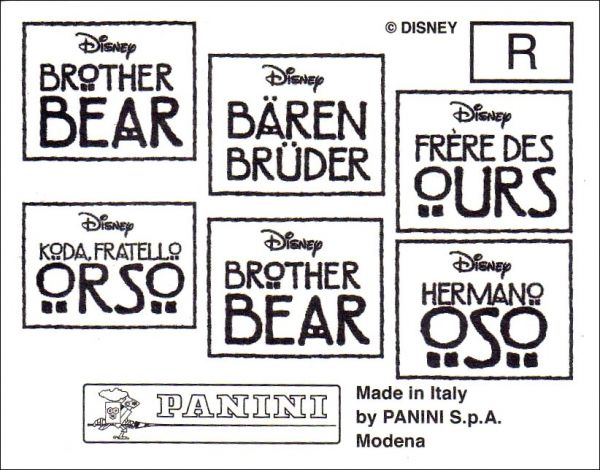 © DISNEY
R
Disney
BROTHER
BEAR
Disney
BÄREN
BRÜDER
Disney
FRÈRE DES
OURS
Disney
KODA, FRATELLO
ORSO
Disney
BROTHER
BEAR
Disney
HERMANO
OSO
PANINI
Made in Italy
by PANINI S.p.A.
Modena